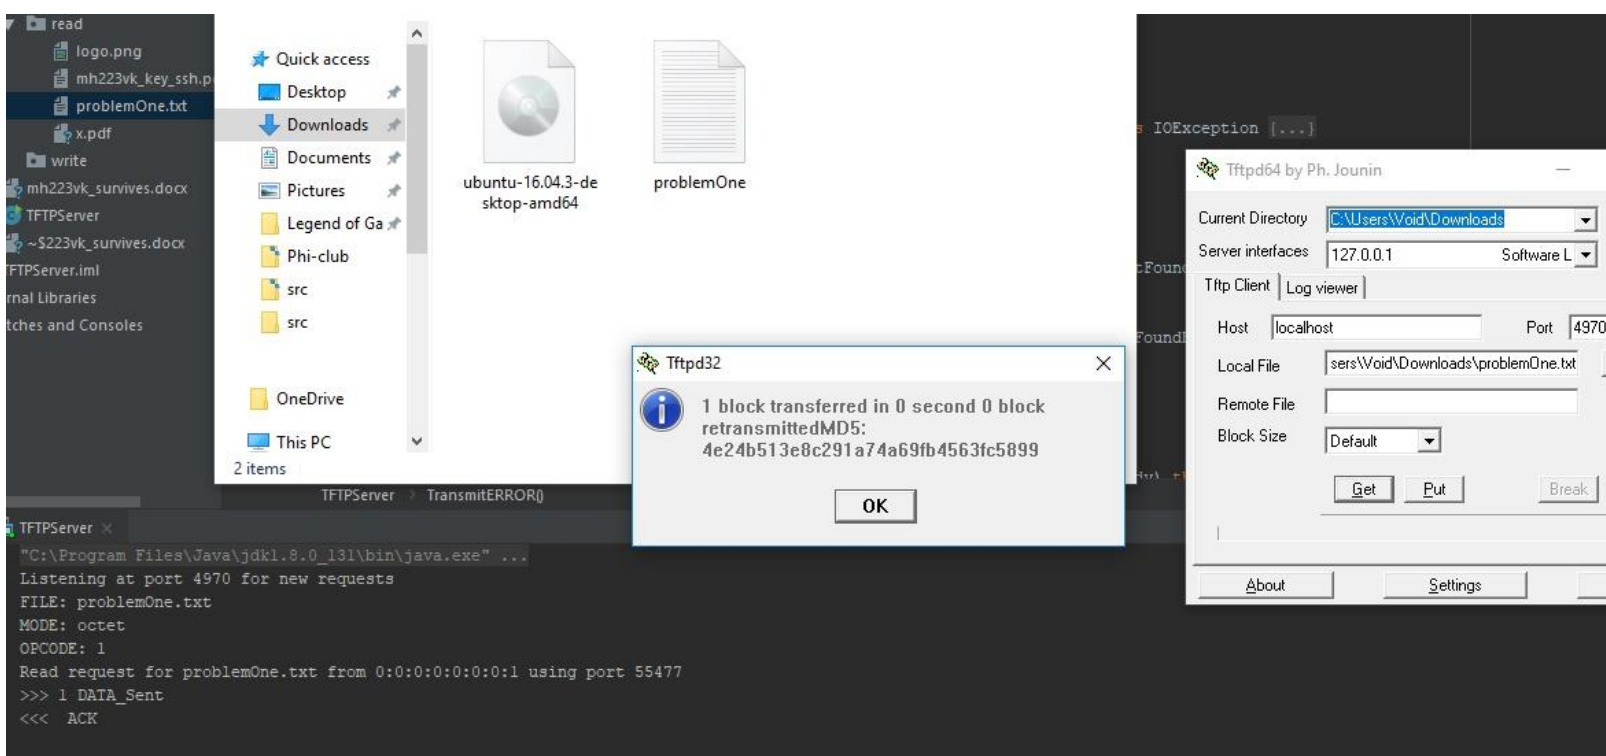 read
logo.png
mh223vk_key_ssh.p
problemOne.txt
x.pdf
write
mh223vk_survives.docx
TFTPServer
~$223vk_survives.docx
TFTPServer.iml
rnal Libraries
tches and Consoles
Quick access
Desktop
Downloads
Documents
Pictures
Legend of Ga
Phi-club
src
src
OneDrive
This PC
2 items
ubuntu-16.04.3-de
sktop-amd64
problemOne
s IOException {...}
tFound
Found
Tftpd64 by Ph. Jounin
Current Directory C:\Users\Void\Downloads
Server interfaces 127.0.0.1 Software L
Tftp Client Log viewer
Host localhost Port 4970
Local File sers\Void\Downloads\problemOne.txt
Remote File
Block Size Default
Get Put Break
About Settings
Tftpd32
1 block transferred in 0 second 0 block
retransmittedMD5:
4e24b513e8c291a74a69fb4563fc5899
OK
TFTPServer > TransmitERROR()
TFTPServer
"C:\Program Files\Java\jdk1.8.0_131\bin\java.exe" ...
Listening at port 4970 for new requests
FILE: problemOne.txt
MODE: octet
OPCODE: 1
Read request for problemOne.txt from 0:0:0:0:0:0:0:1 using port 55477
>>> 1 DATA_Sent
<<< ACK